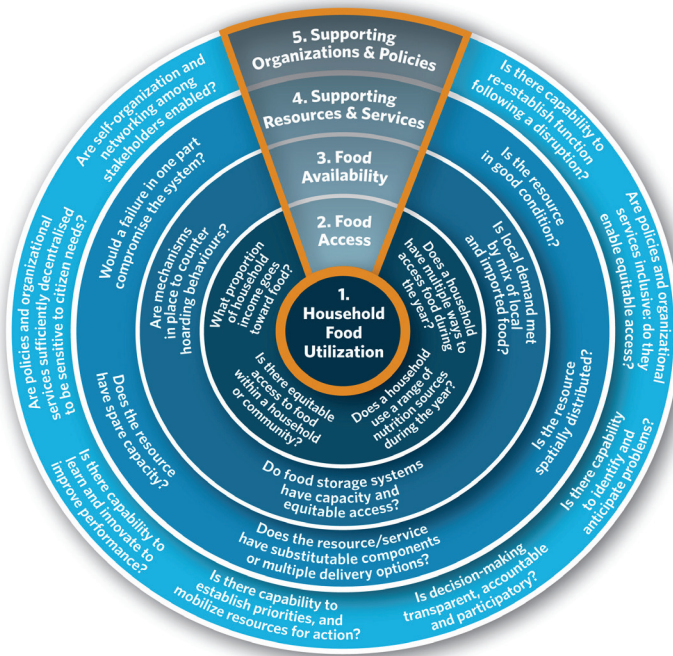 5. Supporting
Organizations & Policies
4. Supporting
Resources & Services
3. Food
Availability
2. Food
Access
1.
Household
Food
Utilization
Does a household
have multiple ways to
access food during
the year?
Does a household
use a range of
nutrition sources
during the year?
Is there equitable
access to food
within a household
or community?
What proportion
of household
income goes
toward food?
Is local demand met
by mix of local
and imported food?
Do food storage systems
have capacity and
equitable access?
Are mechanisms
in place to counter
hoarding behaviours?
Is the resource
in good condition?
Is the resource
spatially distributed?
Does the resource/service
have substitutable components
or multiple delivery options?
Does the resource
have spare capacity?
Would a failure in one part
compromise the system?
Is there capability to
re-establish function
following a disruption?
Are policies and organizational
services inclusive: do they
enable equitable access?
Is there capability
to identify and
anticipate problems?
Is decision-making
transparent, accountable
and participatory?
Is there capability to
establish priorities, and
mobilize resources for action?
Is there capability to
learn and innovate to
improve performance?
Are policies and organizational
services sufficiently decentralised
to be sensitive to citizen needs?
Are self-organization and
networking among
stakeholders enabled?